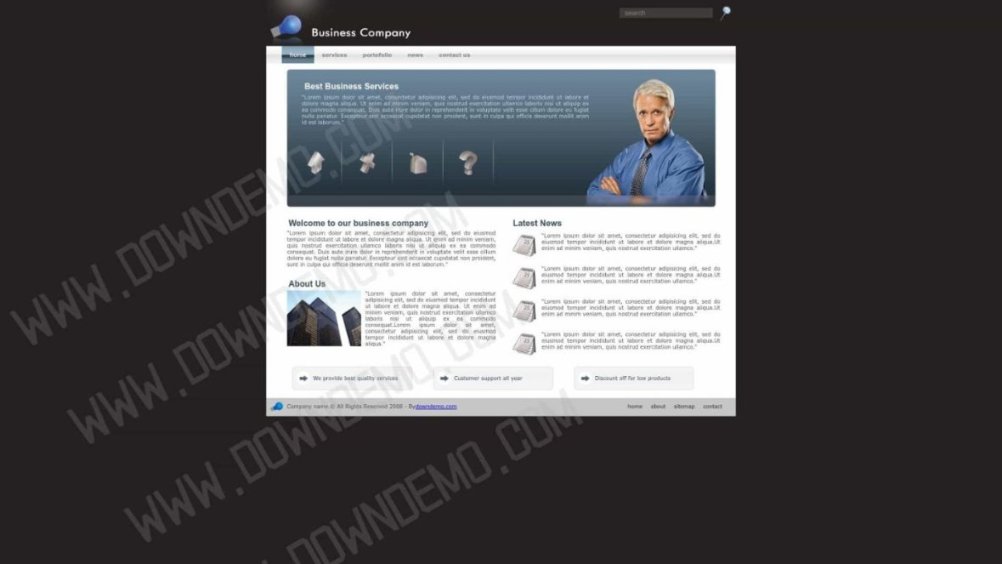 search
Business Company
home services portofolio news contact us
Best Business Services
"Lorem ipsum dolor sit amet, consectetur adipisicing elit, sed do eiusmod tempor incididunt ut labore et
dolore magna aliqua. Ut enim ad minim veniam, quis nostrud exercitation ullamco laboris nisi ut aliquip ex
ea commodo consequat. Duis aute irure dolor in reprehenderit in voluptate velit esse cillum dolore eu fugiat
nulla pariatur. Excepteur sint occaecat cupidatat non proident, sunt in culpa qui officia deserunt mollit anim
id est laborum."
Welcome to our business company
"Lorem ipsum dolor sit amet, consectetur adipisicing elit, sed do eiusmod
tempor incididunt ut labore et dolore magna aliqua. Ut enim ad minim veniam,
quis nostrud exercitation ullamco laboris nisi ut aliquip ex ea commodo
consequat. Duis aute irure dolor in reprehenderit in voluptate velit esse cillum
dolore eu fugiat nulla pariatur. Excepteur sint occaecat cupidatat non proident,
sunt in culpa qui officia deserunt mollit anim id est laborum."
About Us
"Lorem ipsum dolor sit amet, consectetur
adipisicing elit, sed do eiusmod tempor incididunt
ut labore et dolore magna aliqua. Ut enim ad
minim veniam, quis nostrud exercitation ullamco
laboris nisi ut aliquip ex ea commodo
consequat.Lorem ipsum dolor sit amet,
consectetur adipisicing elit, sed do eiusmod
tempor incididunt ut labore et dolore magna
aliqua."
Latest News
"Lorem ipsum dolor sit amet, consectetur adipisicing elit, sed do
eiusmod tempor incididunt ut labore et dolore magna aliqua.Ut
enim ad minim veniam, quis nostrud exercitation ullamco."
"Lorem ipsum dolor sit amet, consectetur adipisicing elit, sed do
eiusmod tempor incididunt ut labore et dolore magna aliqua.Ut
enim ad minim veniam, quis nostrud exercitation ullamco."
"Lorem ipsum dolor sit amet, consectetur adipisicing elit, sed do
eiusmod tempor incididunt ut labore et dolore magna aliqua.Ut
enim ad minim veniam, quis nostrud exercitation ullamco."
"Lorem ipsum dolor sit amet, consectetur adipisicing elit, sed do
eiusmod tempor incididunt ut labore et dolore magna aliqua.Ut
enim ad minim veniam, quis nostrud exercitation ullamco."
We provide best quality services
Customer support all year
Discount off for low products
Company name © All Rights Reserved 2008 - By downdemo.com
home about sitemap contact
WWW.DOWNDEMO.COM
WWW.DOWNDEMO.COM
WWW.DOWNDEMO.COM
WWW.DOWNDEMO.COM